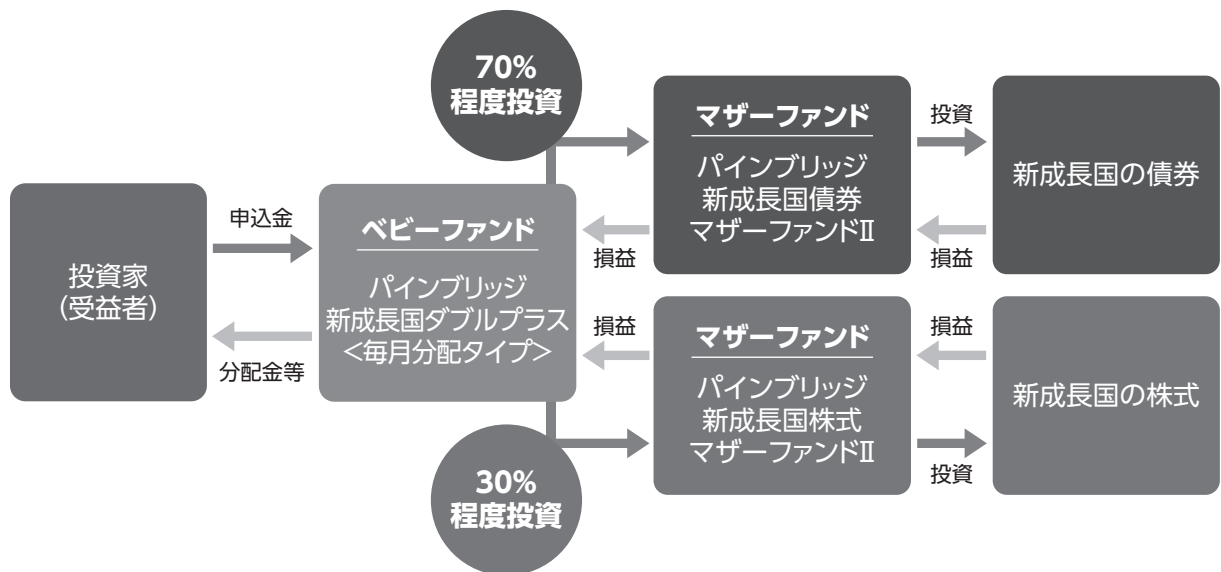 投資家
(受益者)
申込金
分配金等
ベビーファンド
パインブリッジ
新成長国ダブルプラス
<毎月分配タイプ>
70%
程度投資
マザーファンド
パインブリッジ
新成長国債券
マザーファンドⅡ
損益
投資
損益
新成長国の債券
30%
程度投資
損益
マザーファンド
パインブリッジ
新成長国株式
マザーファンドⅡ
損益
投資
新成長国の株式